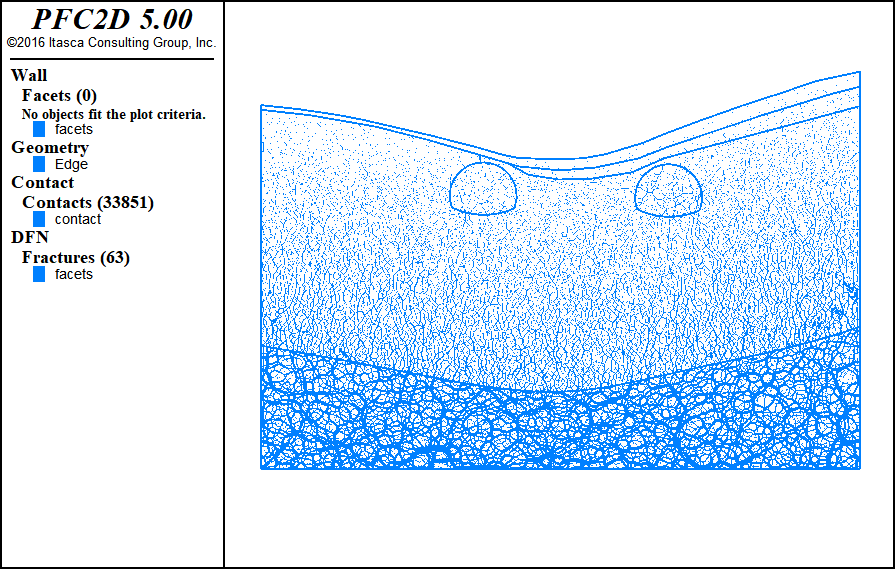 PFC2D 5.00
©2016 Itasca Consulting Group, Inc.
Wall
Facets (0)
No objects fit the plot criteria.
facets
Geometry
Edge
Contact
Contacts (33851)
contact
DFN
Fractures (63)
facets